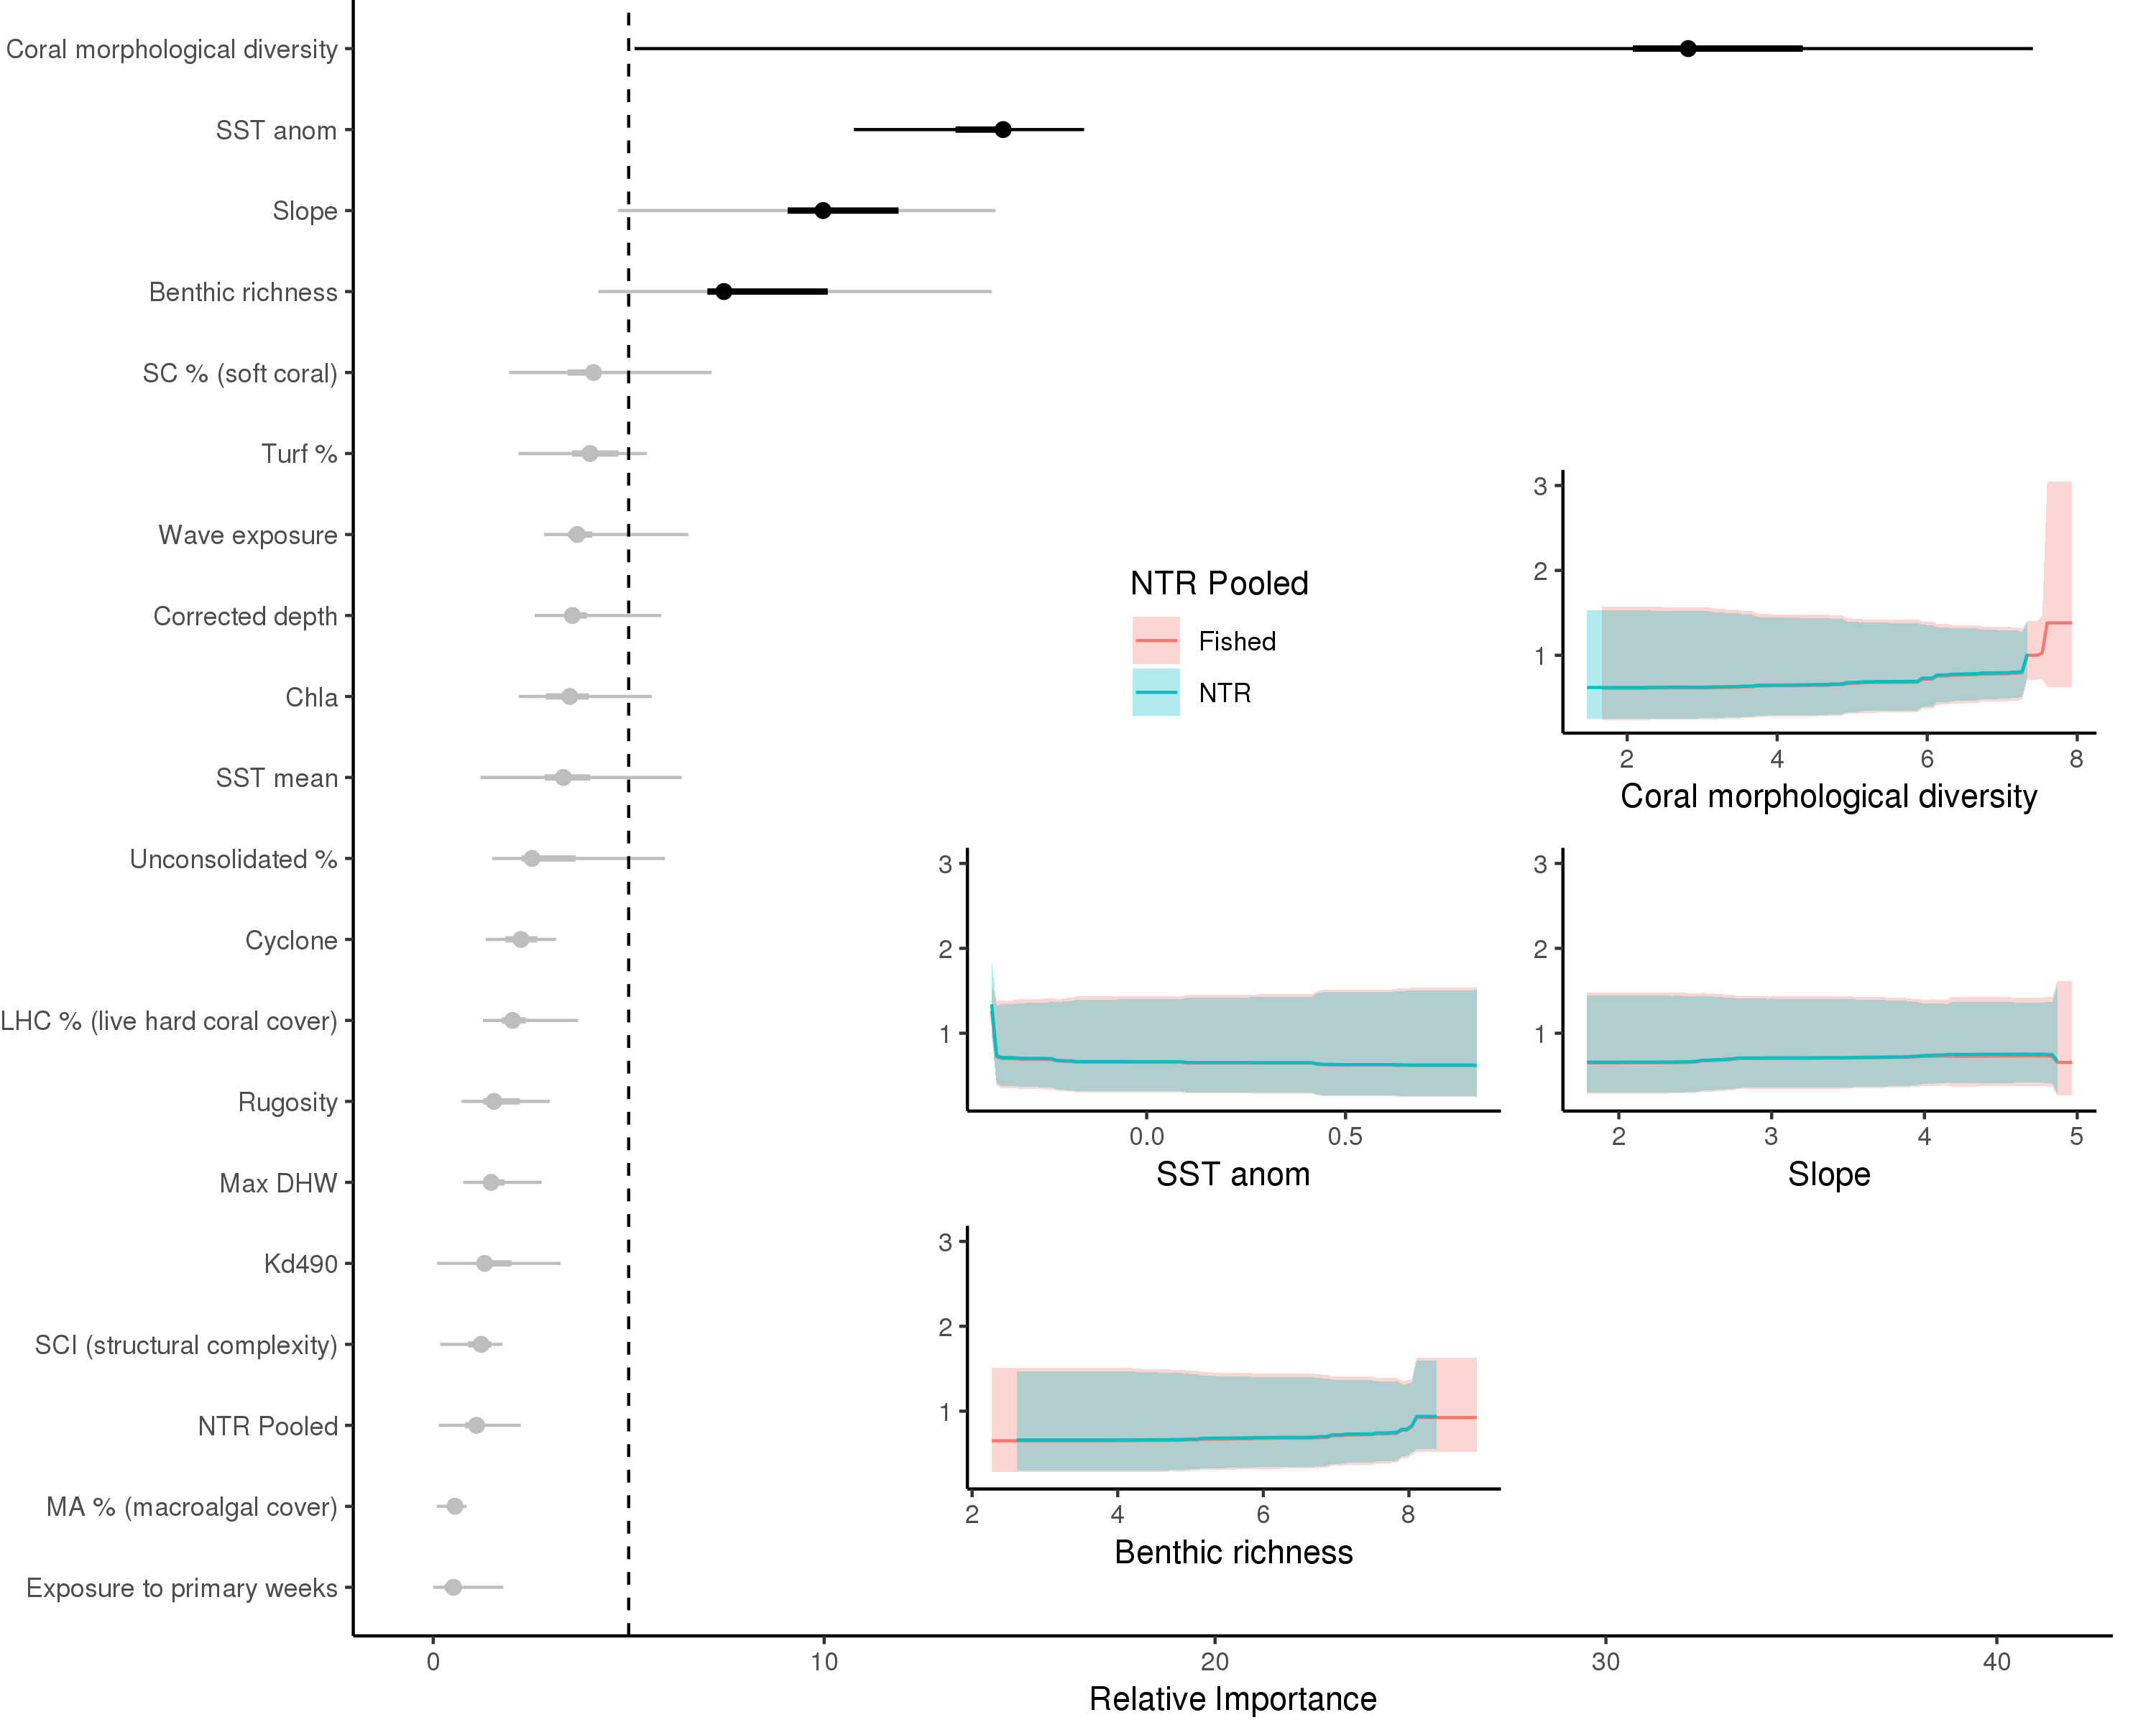 Coral morphological diversity
SST anom
Slope
Benthic richness
SC % (soft coral)
Turf %
Wave exposure
Corrected depth
Chla
SST mean
Unconsolidated %
Cyclone
LHC % (live hard coral cover)
Rugosity
Max DHW
Kd490
SCI (structural complexity)
NTR Pooled
MA % (macroalgal cover)
Exposure to primary weeks
0 10 20 30 40
Relative Importance
NTR Pooled
Fished
NTR
3
2
1
2 4 6 8
Coral morphological diversity
3
2
1
0.0 0.5
SST anom
3
2
1
2 3 4 5
Slope
3
2
1
2 4 6 8
Benthic richness